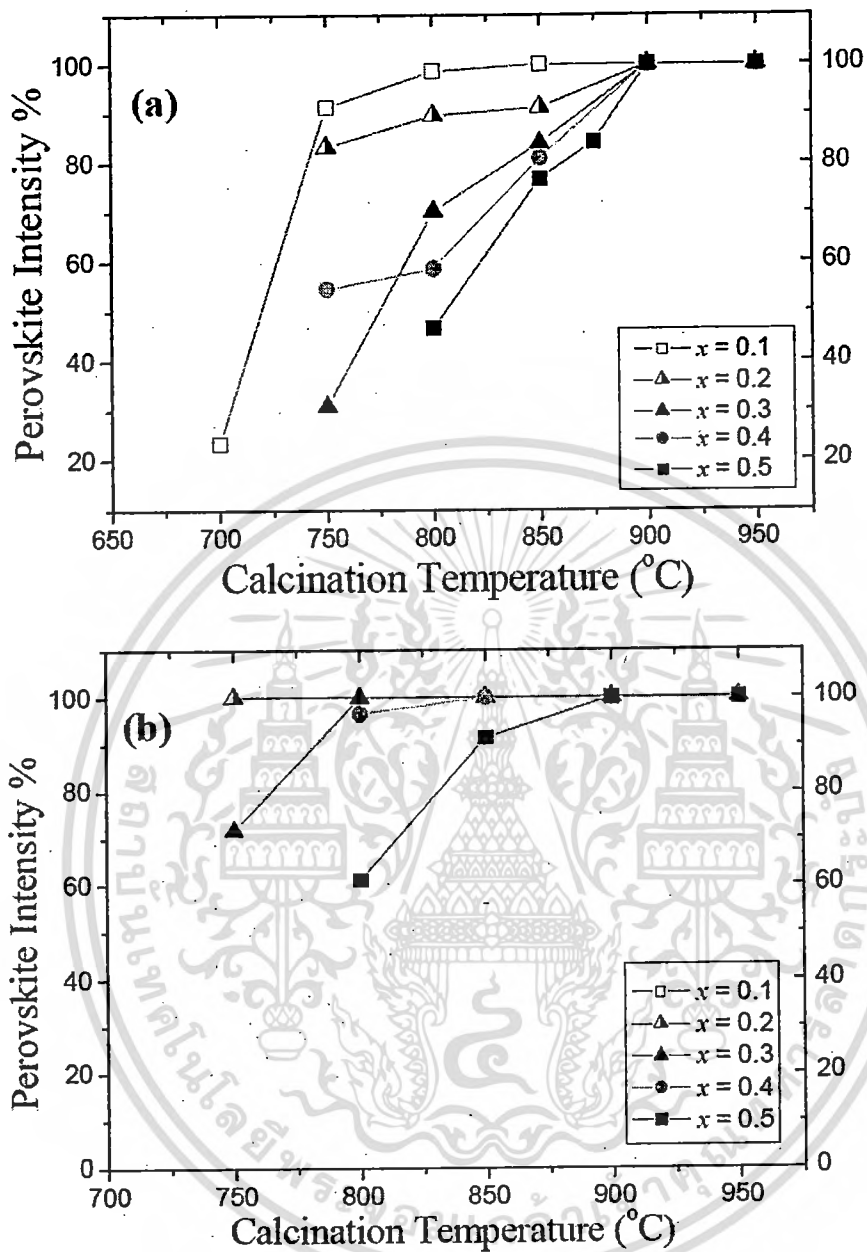 (a)
Perovskite Intensity %
100
80
60
40
20
100
80
60
40
20
x = 0.1
x = 0.2
x = 0.3
x = 0.4
x = 0.5
650 700 750 800 850 900 950
Calcination Temperature (°C)
(b)
Perovskite Intensity %
100
80
60
40
20
0
100
80
60
40
20
0
x = 0.1
x = 0.2
x = 0.3
x = 0.4
x = 0.5
700 750 800 850 900 950
Calcination Temperature (°C)